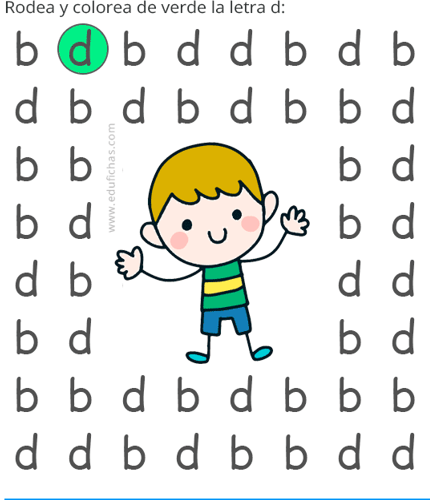 Rodea y colorea de verde la letra d:
b d b d d b d b
d b d b d b b d
b b b d
b d b d
d b d d
b d b d
b b d b d b b b
d d b d b b d d
www.edufichas.com